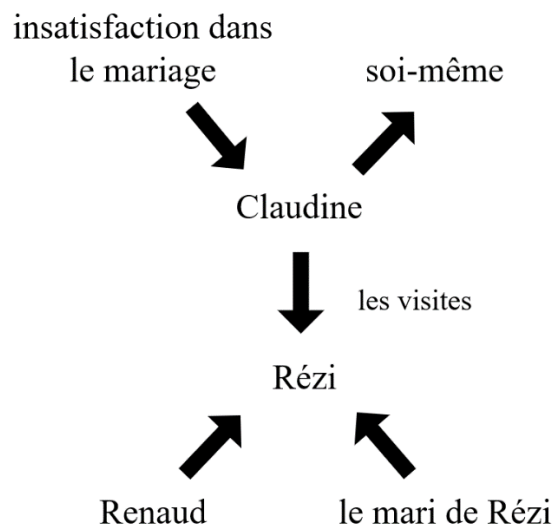 insatisfaction dans
le mariage
soi-même
Claudine
les visites
Rézi
Renaud
le mari de Rézi